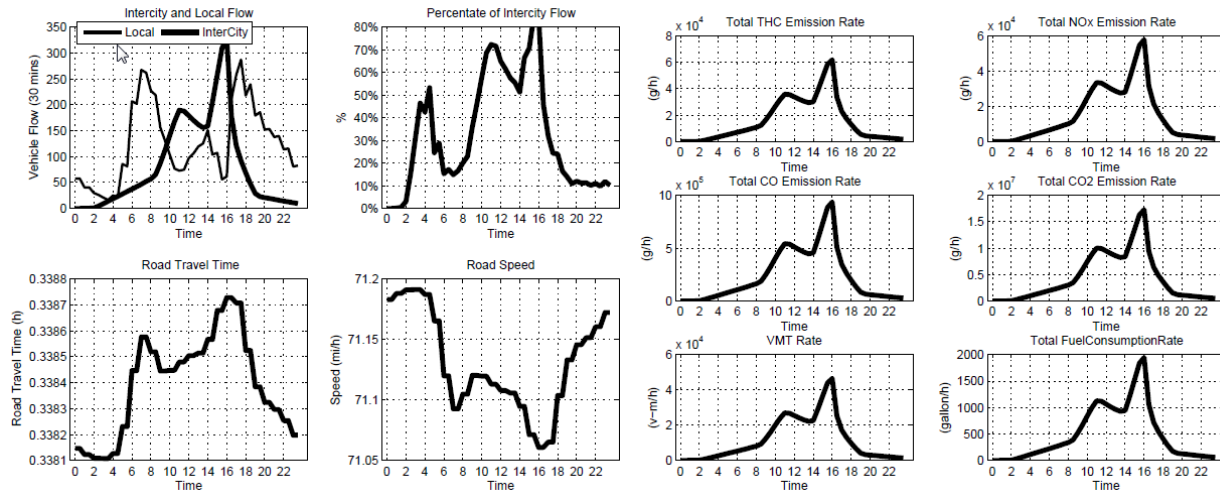 Intercity and Local Flow
Local InterCity
Vehicle Flow (30 mins)
350
300
250
200
150
100
50
0
0 2 4 6 8 10 12 14 16 18 20 22
Time
Percentate of Intercity Flow
%
80%
70%
60%
50%
40%
30%
20%
10%
0%
0 2 4 6 8 10 12 14 16 18 20 22
Time
Road Travel Time
Road Travel Time (h)
0.3388
0.3387
0.3386
0.3385
0.3384
0.3383
0.3382
0.3381
0 2 4 6 8 10 12 14 16 18 20 22
Time
Road Speed
Speed (mi/h)
71.2
71.15
71.1
71.05
0 2 4 6 8 10 12 14 16 18 20 22
Time
Total THC Emission Rate
x 10⁴
(g/h)
8
6
4
2
0
0 2 4 6 8 10 12 14 16 18 20 22
Time
Total NOx Emission Rate
x 10⁴
(g/h)
6
4
2
0
0 2 4 6 8 10 12 14 16 18 20 22
Time
Total CO Emission Rate
x 10⁵
(g/h)
10
5
0
0 2 4 6 8 10 12 14 16 18 20 22
Time
Total CO2 Emission Rate
x 10⁷
(g/h)
2
1.5
1
0.5
0
0 2 4 6 8 10 12 14 16 18 20 22
Time
VMT Rate
x 10⁴
(v-m/h)
6
4
2
0
0 2 4 6 8 10 12 14 16 18 20 22
Time
Total FuelConsumptionRate
(gallon/h)
2000
1500
1000
500
0
0 2 4 6 8 10 12 14 16 18 20 22
Time